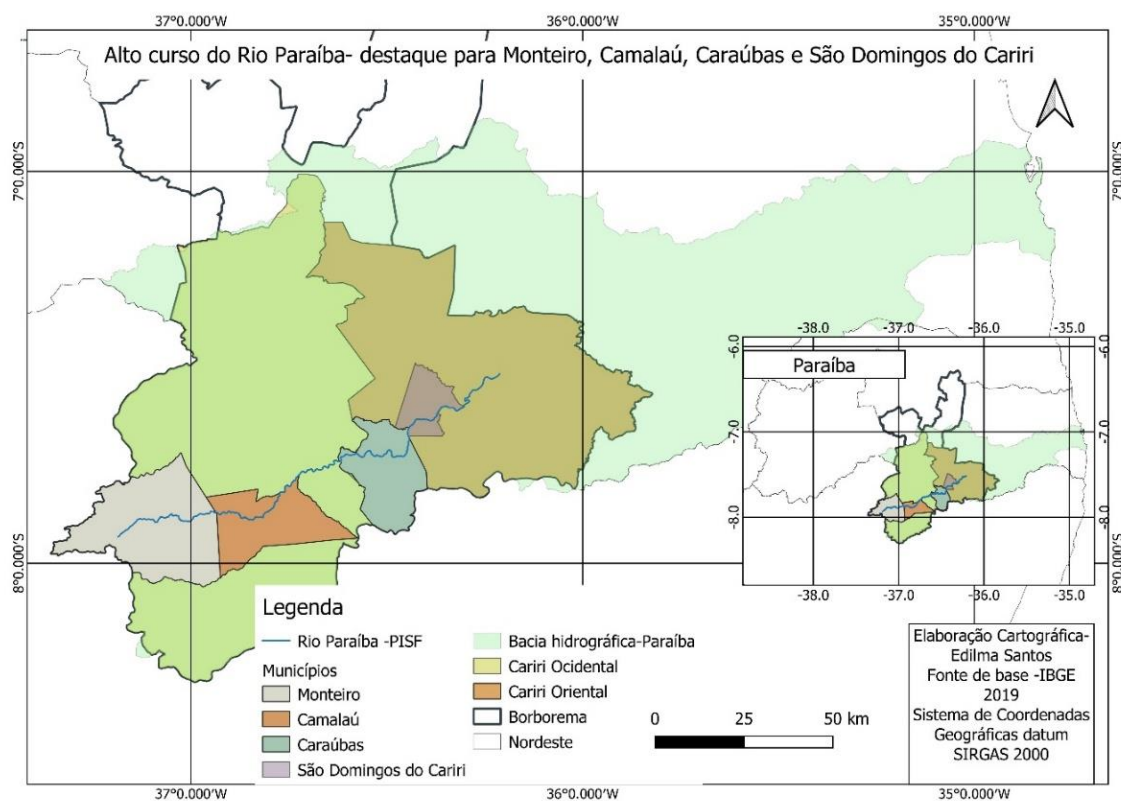 37°0.000'W 36°0.000'W 35°0.000'W
Alto curso do Rio Paraíba- destaque para Monteiro, Camalaú, Caraúbas e São Domingos do Cariri
7°0.000'S 7°0.000'S
-38.0 -37.0 -36.0 -35.0
-6.0 -6.0
Paraíba
-7.0 -7.0
-8.0 -8.0
-38.0 -37.0 -36.0 -35.0
8°0.000'S 8°0.000'S
Legenda
Rio Paraíba -PISF
Municípios
Monteiro
Camalaú
Caraúbas
São Domingos do Cariri
Bacia hidrográfica-Paraíba
Cariri Ocidental
Cariri Oriental
Borborema
Nordeste
0 25 50 km
Elaboração Cartográfica-
Edilma Santos
Fonte de base -IBGE
2019
Sistema de Coordenadas
Geográficas datum
SIRGAS 2000
37°0.000'W 36°0.000'W 35°0.000'W